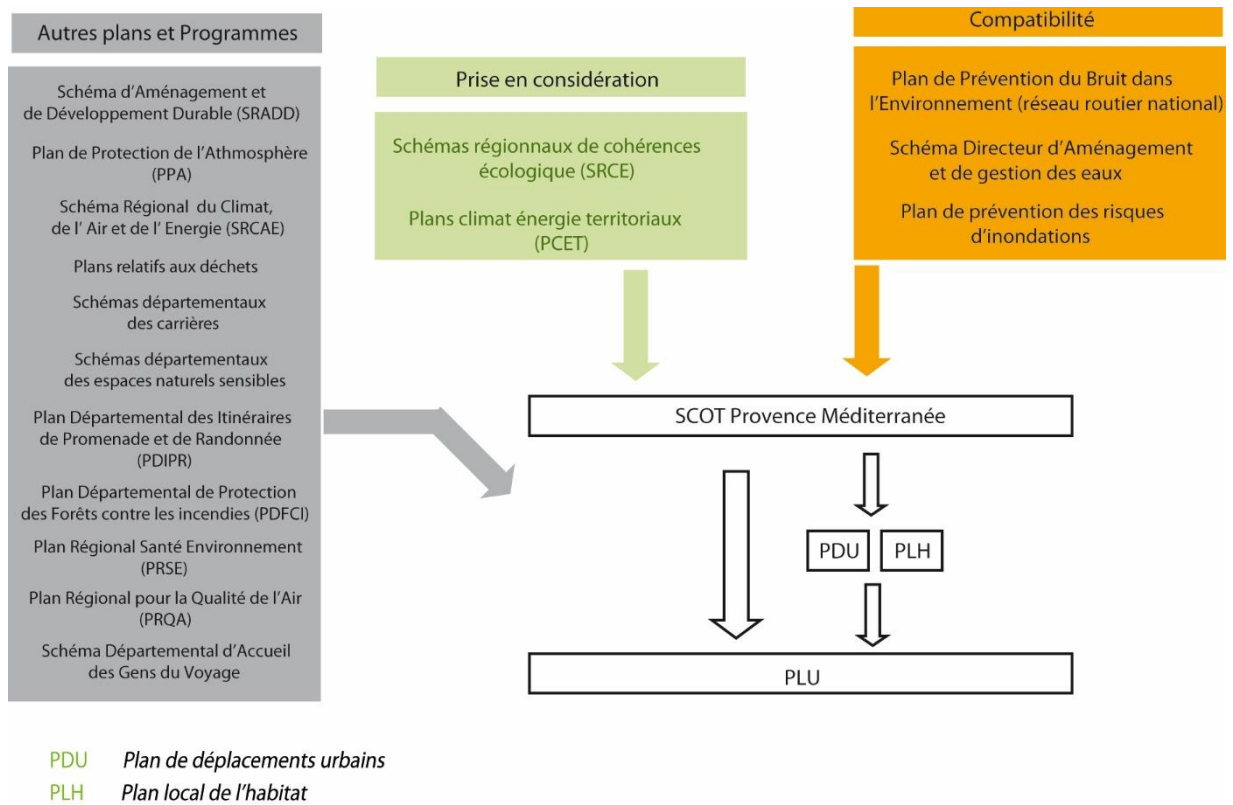 Autres plans et Programmes
Schéma d'Aménagement et
de Développement Durable (SRADD)
Plan de Protection de l'Athmosphère
(PPA)
Schéma Régional du Climat,
de l' Air et de l' Energie (SRCAE)
Plans relatifs aux déchets
Schémas départementaux
des carrières
Schémas départementaux
des espaces naturels sensibles
Plan Départemental des Itinéraires
de Promenade et de Randonnée
(PDIPR)
Plan Départemental de Protection
des Forêts contre les incendies (PDFCI)
Plan Régional Santé Environnement
(PRSE)
Plan Régional pour la Qualité de l'Air
(PRQA)
Schéma Départemental d'Accueil
des Gens du Voyage
Prise en considération
Schémas régionnaux de cohérences
écologique (SRCE)
Plans climat énergie territoriaux
(PCET)
Compatibilité
Plan de Prévention du Bruit dans
l'Environnement (réseau routier national)
Schéma Directeur d'Aménagement
et de gestion des eaux
Plan de prévention des risques
d'inondations
SCOT Provence Méditerranée
PDU
PLH
PLU
PDU Plan de déplacements urbains
PLH Plan local de l'habitat